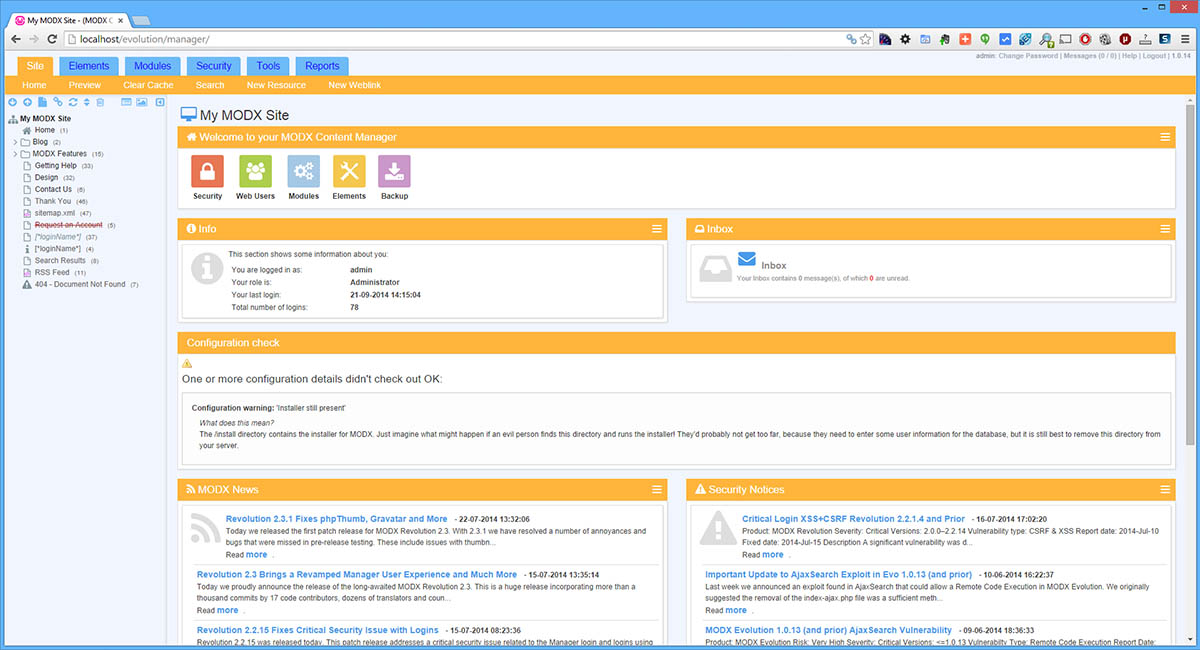 My MODX Site - (MODX C
localhost/evolution/manager/
Site Elements Modules Security Tools Reports
admin: Change Password | Messages (0 / 0) | Help | Logout | 1.0.14
Home Preview Clear Cache Search New Resource New Weblink
My MODX Site
Home (1)
Blog (2)
MODX Features (15)
Getting Help (33)
Design (32)
Contact Us (6)
Thank You (46)
sitemap.xml (47)
Request an Account (5)
[*loginName*] (37)
[*loginName*] (4)
Search Results (8)
RSS Feed (11)
404 - Document Not Found (7)
My MODX Site
Welcome to your MODX Content Manager
Security Web Users Modules Elements Backup
Info
This section shows some information about you:
You are logged in as: admin
Your role is: Administrator
Your last login: 21-09-2014 14:15:04
Total number of logins: 78
Inbox
Inbox
Your Inbox contains 0 message(s), of which 0 are unread.
Configuration check
One or more configuration details didn't check out OK:
Configuration warning: 'Installer still present'
What does this mean?
The /install directory contains the installer for MODX. Just imagine what might happen if an evil person finds this directory and runs the installer! They'd probably not get too far, because they need to enter some user information for the database, but it is still best to remove this directory from
your server.
MODX News
Revolution 2.3.1 Fixes phpThumb, Gravatar and More - 22-07-2014 13:32:06
Today we released the first patch release for MODX Revolution 2.3. With 2.3.1 we have resolved a number of annoyances and
bugs that were missed in pre-release testing. These include issues with thumbn...
Read more .
Revolution 2.3 Brings a Revamped Manager User Experience and Much More - 15-07-2014 13:35:14
Today we proudly announce the release of the long-awaited MODX Revolution 2.3. This is a huge release incorporating more than a
thousand commits by 17 code contributors, dozens of translators and coun...
Read more .
Revolution 2.2.15 Fixes Critical Security Issue with Logins - 15-07-2014 08:23:36
Revolution 2.2.15 was released today. This patch release addresses a critical security issue related to the Manager login and logins using
Security Notices
Critical Login XSS+CSRF Revolution 2.2.1.4 and Prior - 16-07-2014 17:02:20
Product: MODX Revolution Severity: Critical Versions: 2.0.0–2.2.14 Vulnerability type: CSRF & XSS Report date: 2014-Jul-10
Fixed date: 2014-Jul-15 Description A significant vulnerability was d...
Read more .
Important Update to AjaxSearch Exploit in Evo 1.0.13 (and prior) - 10-06-2014 16:22:37
Last week we announced an exploit found in AjaxSearch that could allow a Remote Code Execution in MODX Evolution. We originally
suggested the removal of the index-ajax.php file was a sufficient meth...
Read more .
MODX Evolution 1.0.13 (and prior) AjaxSearch Vulnerability - 09-06-2014 18:36:33
Product: MODX Evolution Risk: Very High Severity: Critical Versions: <=1.0.13 Vulnerabilty Type: Remote Code Execution Report Date: